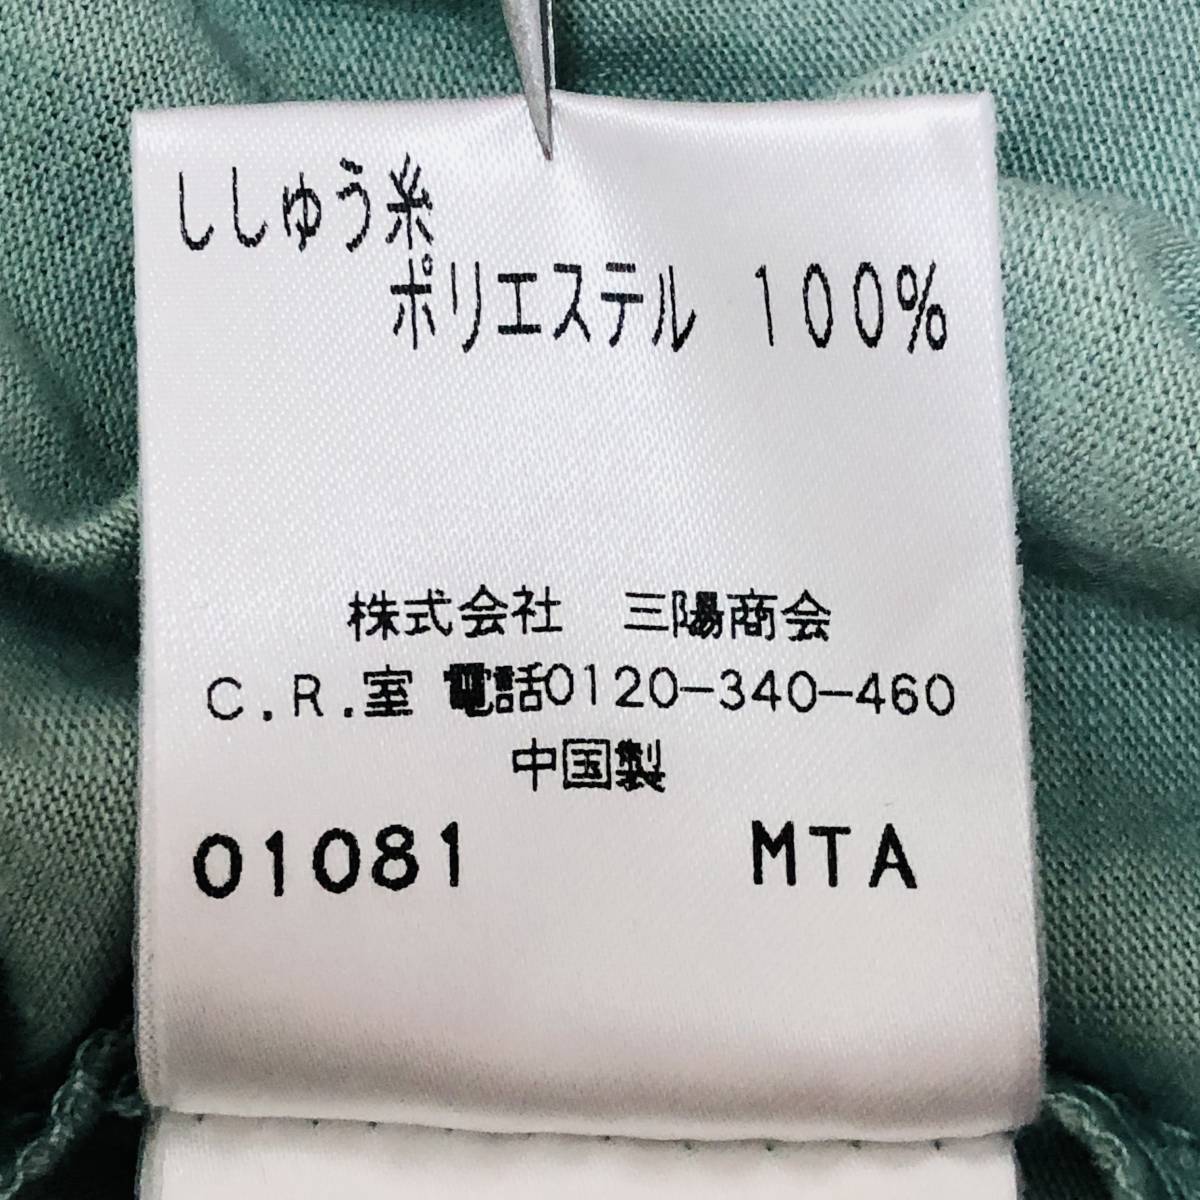 ししゅう糸
ポリエステル 100%
株式会社 三陽商会
C.R.室 電話0120-340-460
中国製
01081 MTA